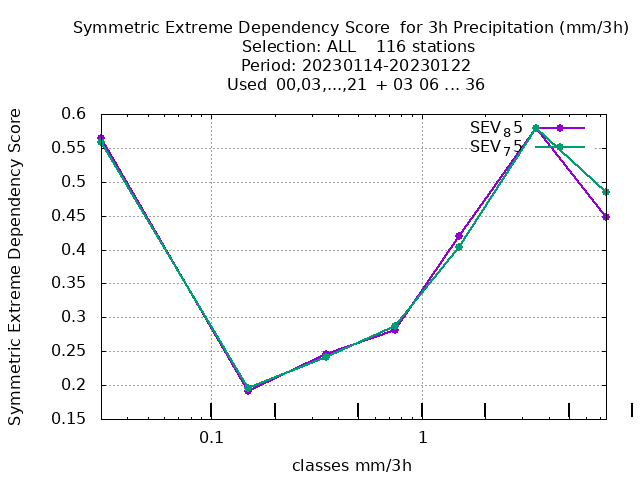 Symmetric Extreme Dependency Score  for 3h Precipitation (mm/3h)
Selection: ALL    116 stations
Period: 20230114-20230122
Used  00,03,...,21  + 03 06 ... 36
Symmetric Extreme Dependency Score
0.6
0.55
0.5
0.45
0.4
0.35
0.3
0.25
0.2
0.15
SEV₈5
SEV₇5
0.1
1
classes mm/3h